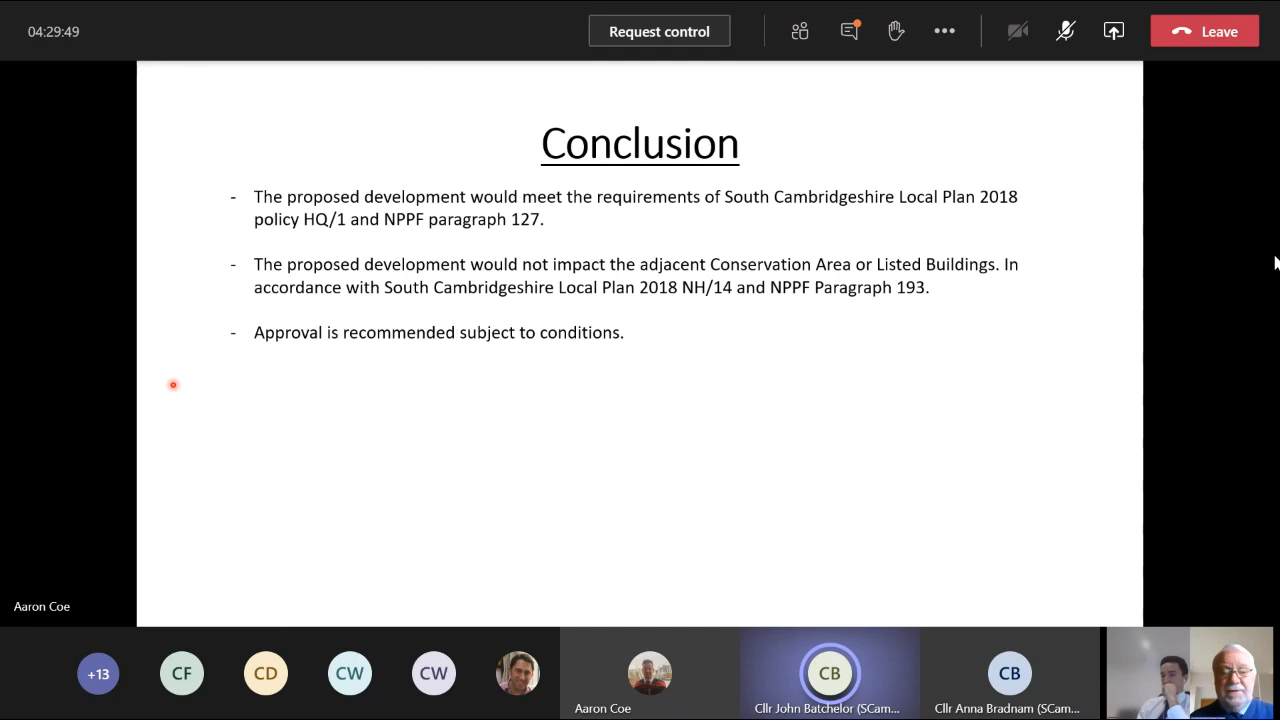 04:29:49
Request control
Leave
Conclusion
- The proposed development would meet the requirements of South Cambridgeshire Local Plan 2018
policy HQ/1 and NPPF paragraph 127.
- The proposed development would not impact the adjacent Conservation Area or Listed Buildings. In
accordance with South Cambridgeshire Local Plan 2018 NH/14 and NPPF Paragraph 193.
- Approval is recommended subject to conditions.
Aaron Coe
+13
CF
CD
CW
CW
CB
CB
Aaron Coe
Cllr John Batchelor (SCam...
Cllr Anna Bradnam (SCam...